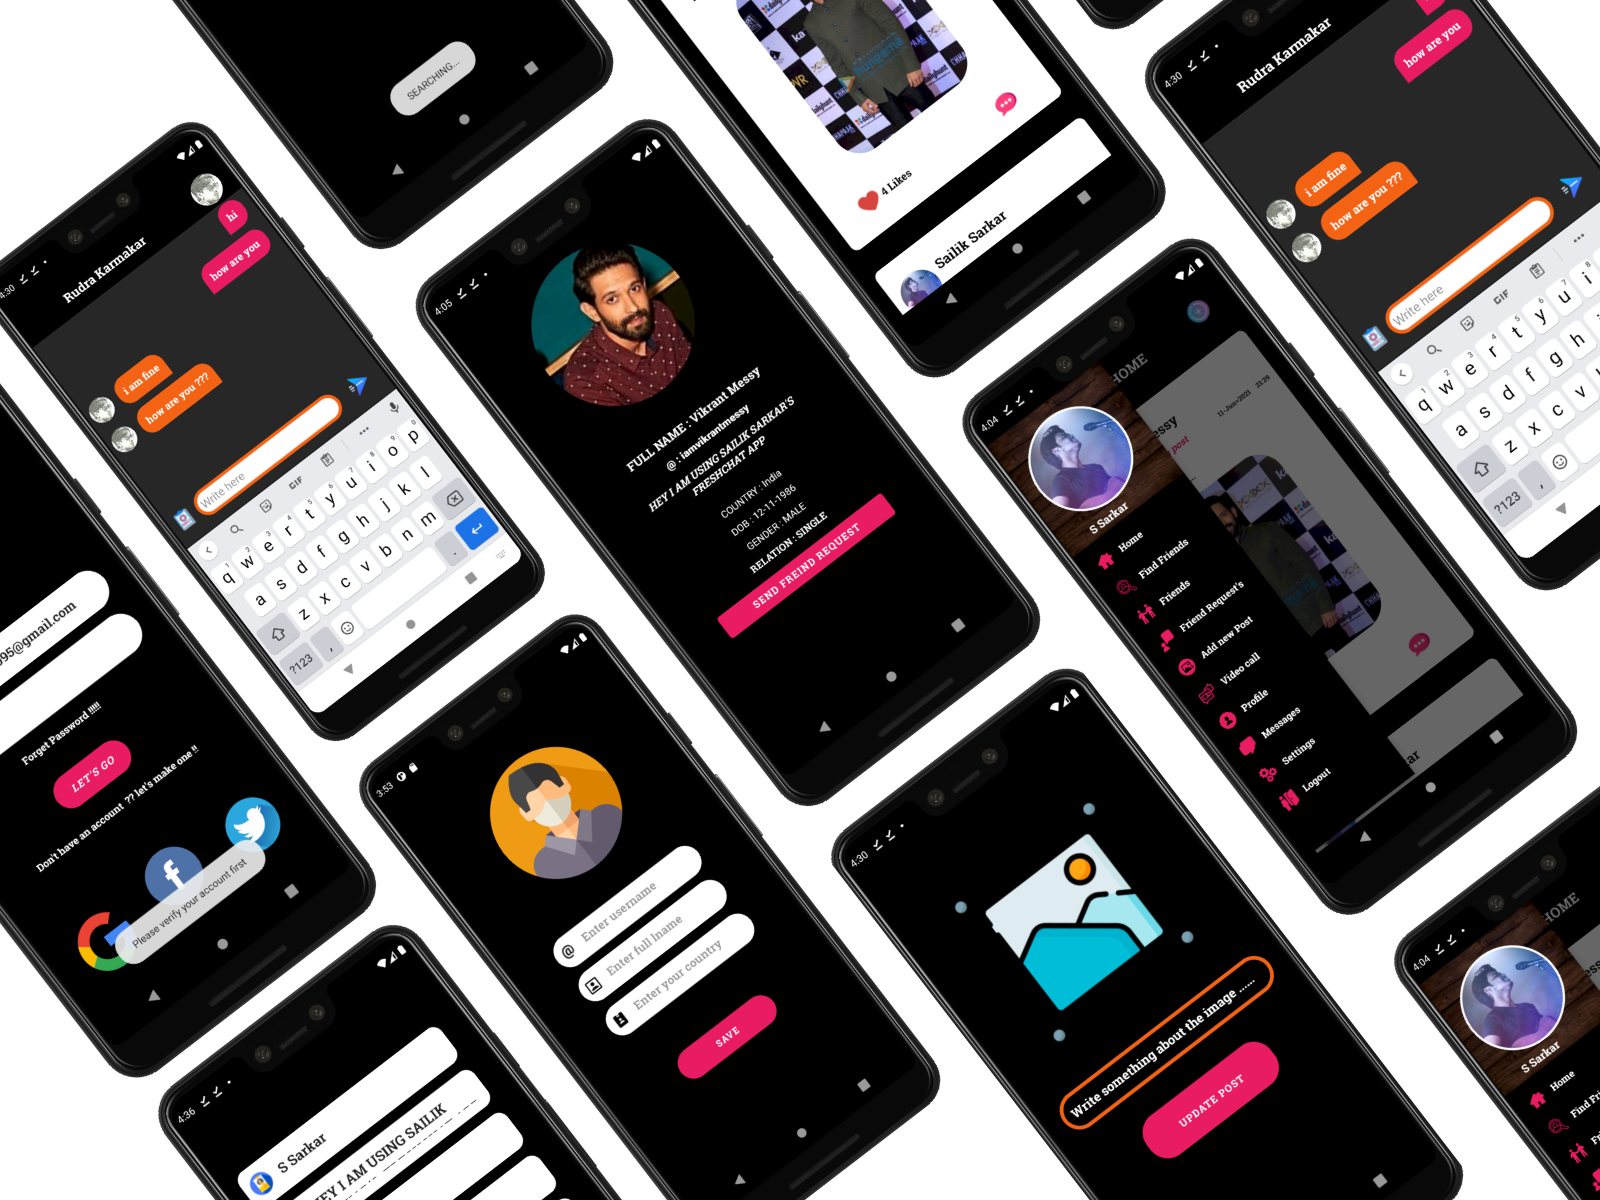 SEARCHING...
hungama
dailyhunt
4 Likes
Sailik Sarkar
4:30
Rudra Karmakar
how are you
i am fine
how are you ???
Write here
GIF
q w e r t y u i
a s d f g h
z x c v
?123 ,
4:30
Rudra Karmakar
hi
how are you
i am fine
how are you ???
Write here
GIF
q w e r t y u i o p
a s d f g h j k l
z x c v b n m
?123 , .
4:05
FULL NAME : Vikrant Messy
@ : iamvikrantmessy
HEY I AM USING SAILIK SARKAR'S
FRESHCHAT APP
COUNTRY : India
DOB : 12-11-1986
GENDER : MALE
RELATION : SINGLE
SEND FREIND REQUEST
4:04
HOME
11-Jun-2021 21:29
essy
post
S Sarkar
Home
Find Friends
Friends
Friend Request's
Add new Post
Video call
Profile
Messages
Settings
Logout
ar
95@gmail.com
Forget Password !!!!!
LET'S GO
Don't have an account ?? let's make one !!
Please verify your account first
3:53
Enter username
Enter full lname
Enter your country
SAVE
4:30
Write something about the image ......
UPDATE POST
4:36
S Sarkar
HEY I AM USING SAILIK
4:04
HOME
S Sarkar
Home
Find Frie
Fri